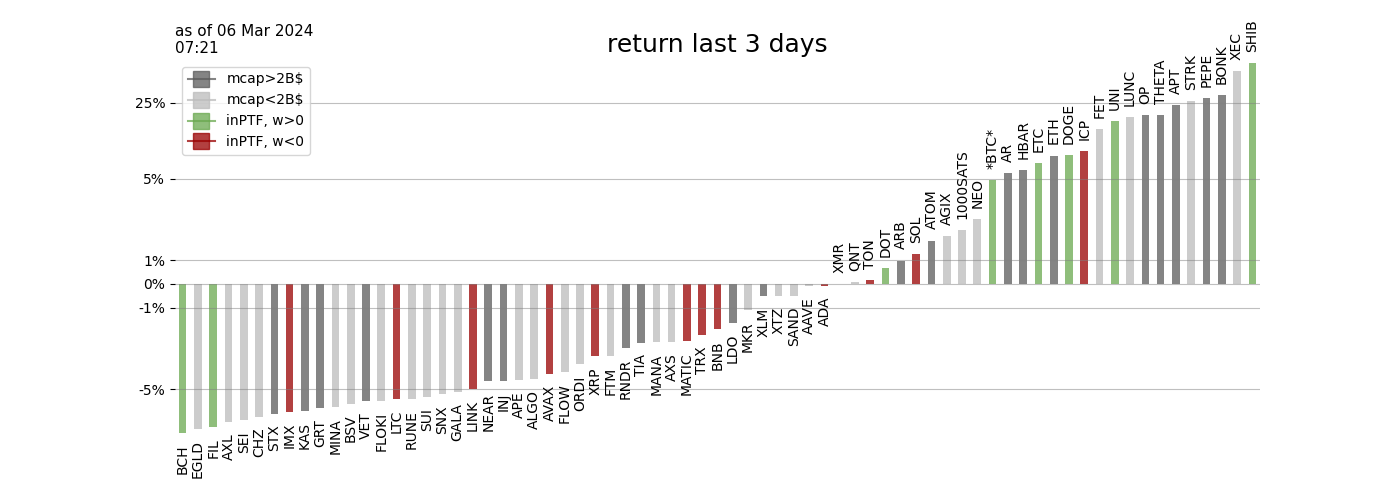 as of 06 Mar 2024
07:21
return last 3 days
mcap>2B$
mcap<2B$
inPTF, w>0
inPTF, w<0
25%
5%
1%
0%
-1%
-5%
BCH
EGLD
FIL
AXL
SEI
CHZ
STX
IMX
KAS
GRT
MINA
BSV
VET
FLOKI
LTC
RUNE
SUI
SNX
GALA
LINK
NEAR
INJ
APE
ALGO
AVAX
FLOW
ORDI
XRP
FTM
RNDR
TIA
MANA
AXS
MATIC
TRX
BNB
LDO
MKR
XLM
XTZ
SAND
AAVE
ADA
XMR
QNT
TON
DOT
ARB
SOL
ATOM
AGIX
1000SATS
NEO
*BTC*
AR
HBAR
ETC
ETH
DOGE
ICP
FET
UNI
LUNC
OP
THETA
APT
STRK
PEPE
BONK
XEC
SHIB